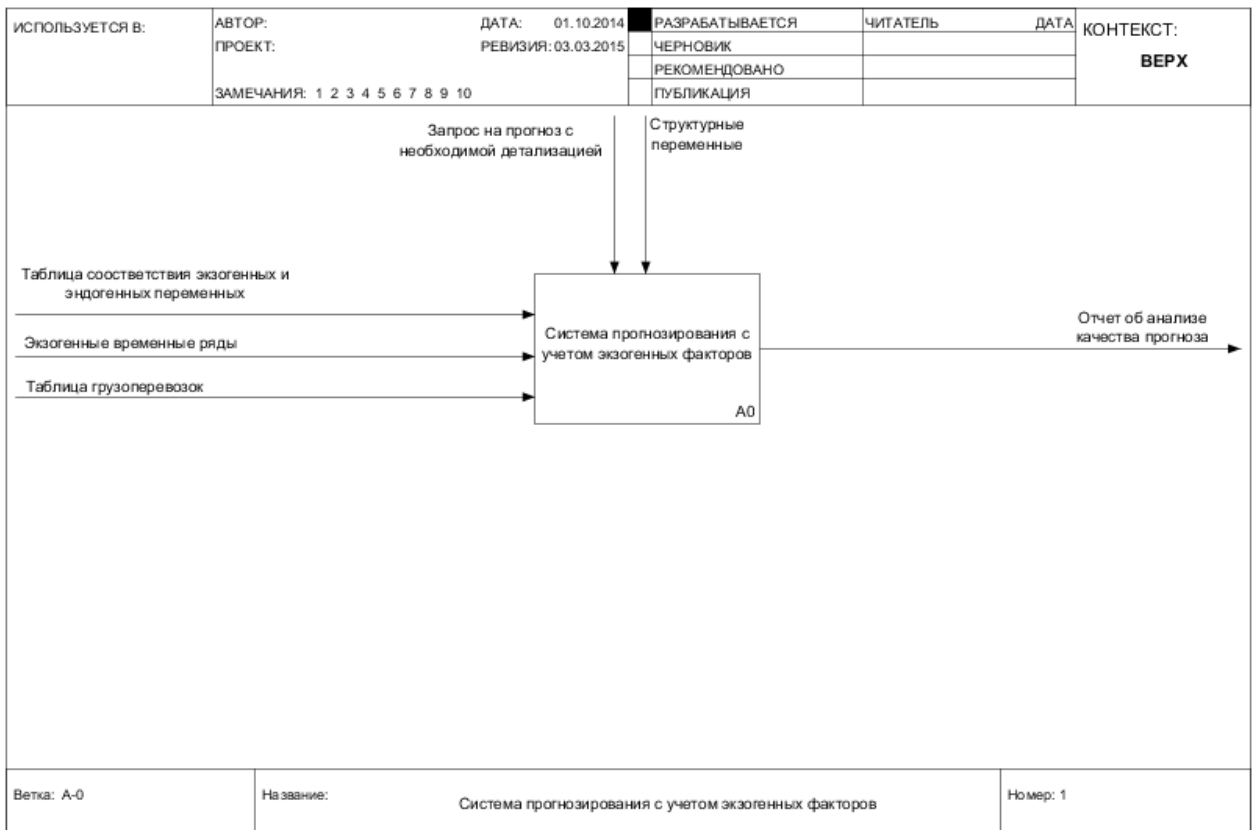 ИСПОЛЬЗУЕТСЯ В:
АВТОР:
ДАТА: 01.10.2014
РАЗРАБАТЫВАЕТСЯ
ЧИТАТЕЛЬ
ДАТА
КОНТЕКСТ:
ПРОЕКТ:
РЕВИЗИЯ: 03.03.2015
ЧЕРНОВИК
ВЕРХ
РЕКОМЕНДОВАНО
ЗАМЕЧАНИЯ: 1 2 3 4 5 6 7 8 9 10
ПУБЛИКАЦИЯ
Запрос на прогноз с
необходимой детализацией
Структурные
переменные
Таблица соостветствия экзогенных и
эндогенных переменных
Экзогенные временные ряды
Таблица грузоперевозок
Система прогнозирования с
учетом экзогенных факторов
A0
Отчет об анализе
качества прогноза
Ветка: A-0
Название:
Система прогнозирования с учетом экзогенных факторов
Номер: 1